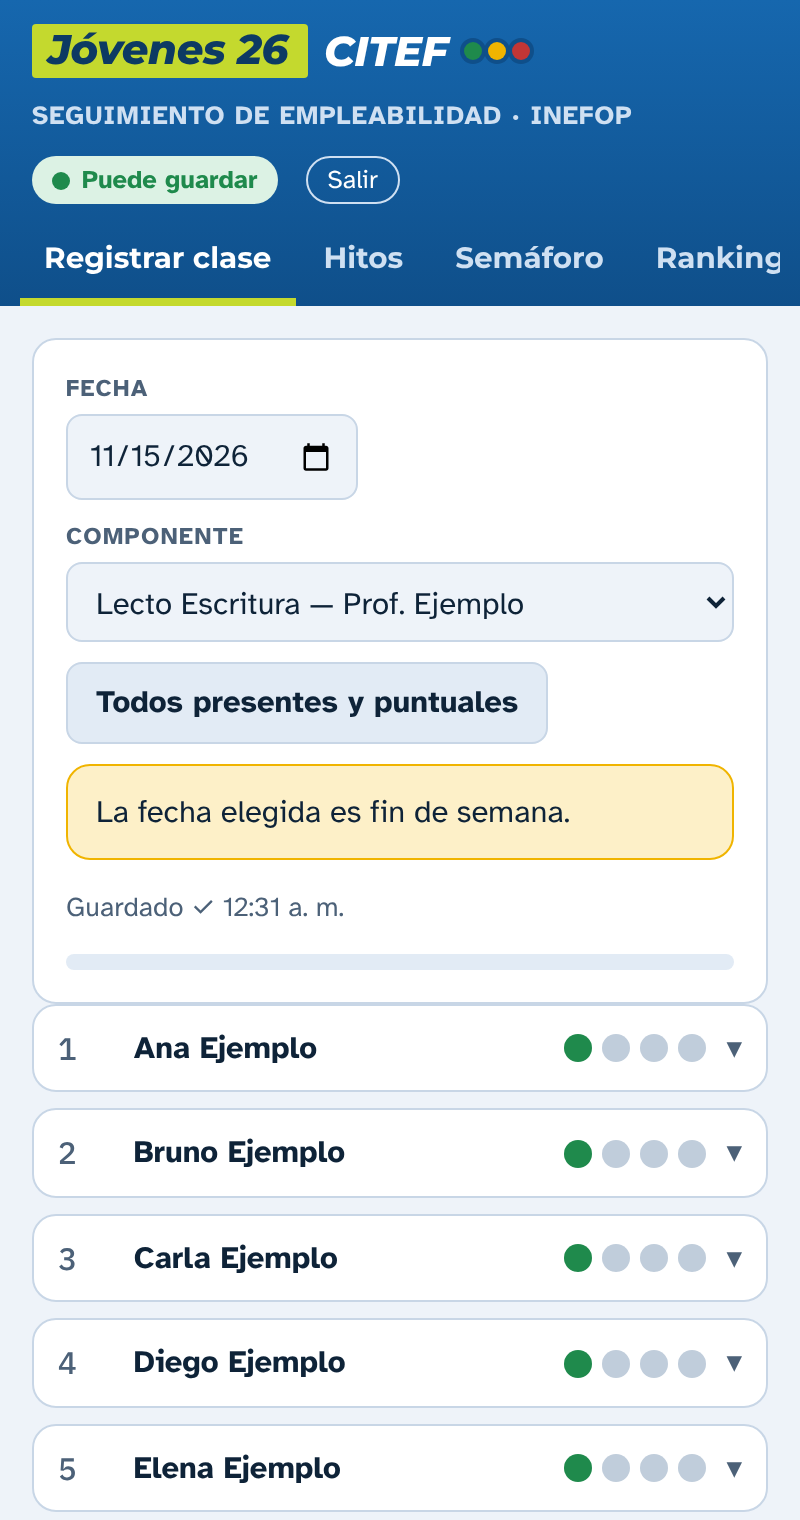 Jóvenes 26 CITEF
SEGUIMIENTO DE EMPLEABILIDAD · INEFOP
Puede guardar Salir
Registrar clase Hitos Semáforo Ranking
FECHA
11/15/2026
COMPONENTE
Lecto Escritura — Prof. Ejemplo
Todos presentes y puntuales
La fecha elegida es fin de semana.
Guardado ✓ 12:31 a. m.
1 Ana Ejemplo ▼
2 Bruno Ejemplo ▼
3 Carla Ejemplo ▼
4 Diego Ejemplo ▼
5 Elena Ejemplo ▼